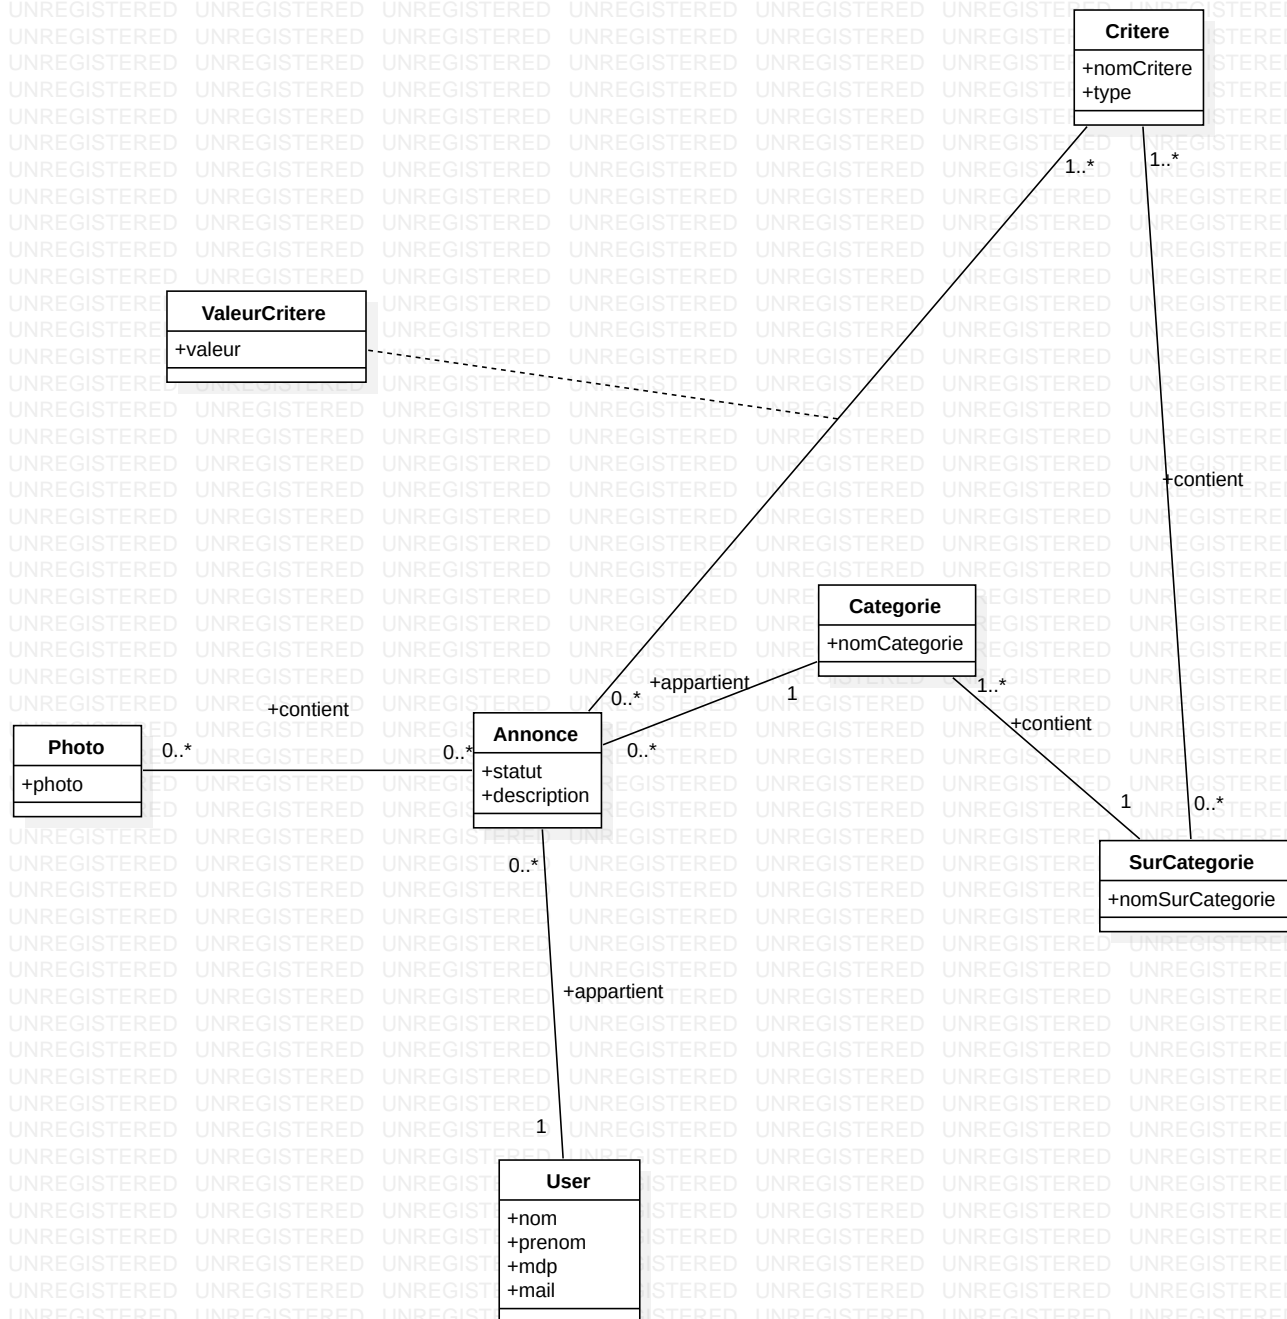 Critere
+nomCritere
+type
1..*
1..*
ValeurCritere
+valeur
+contient
Categorie
+nomCategorie
+appartient
0..*
1
1..*
+contient
+contient
Photo
+photo
0..*
0..*
Annonce
+statut
+description
0..*
1
0..*
SurCategorie
+nomSurCategorie
0..*
+appartient
1
User
+nom
+prenom
+mdp
+mail
UNREGISTERED